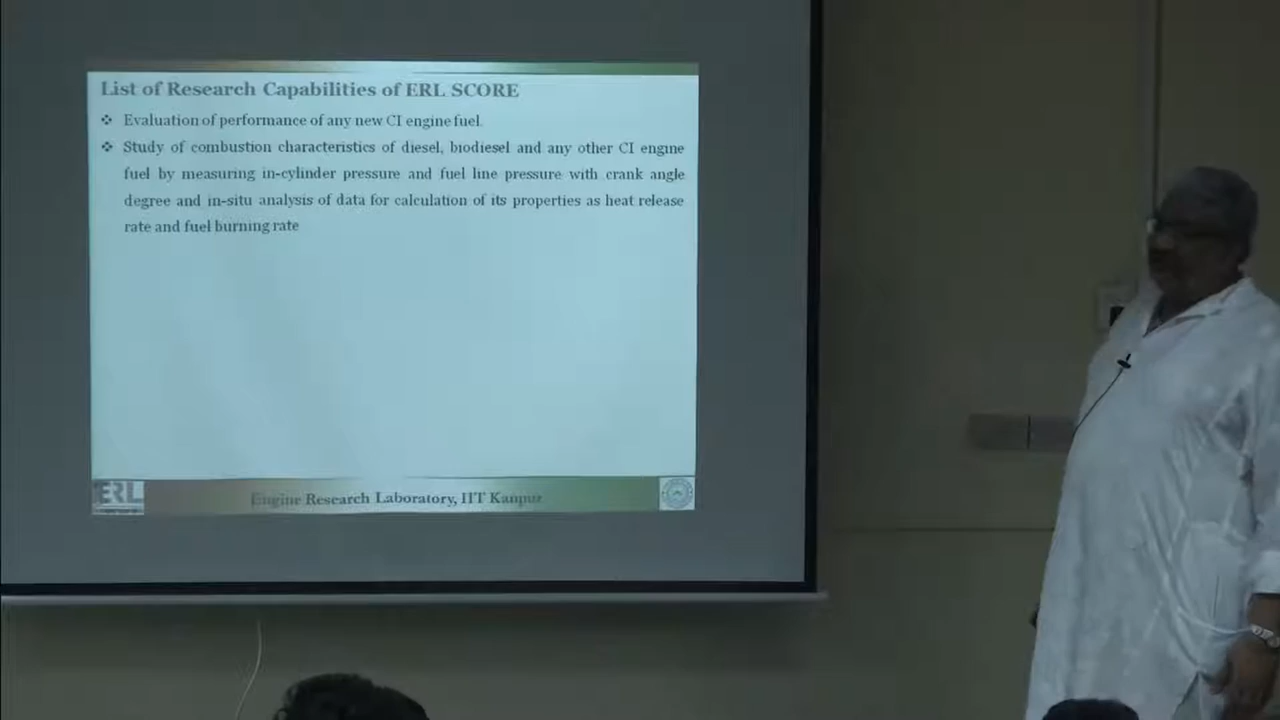 List of Research Capabilities of ERL SCORE
❖ Evaluation of performance of any new CI engine fuel.
❖ Study of combustion characteristics of diesel, biodiesel and any other CI engine
fuel by measuring in-cylinder pressure and fuel line pressure with crank angle
degree and in-situ analysis of data for calculation of its properties as heat release
rate and fuel burning rate
ERL
Engine Research Laboratory, IIT Kanpur